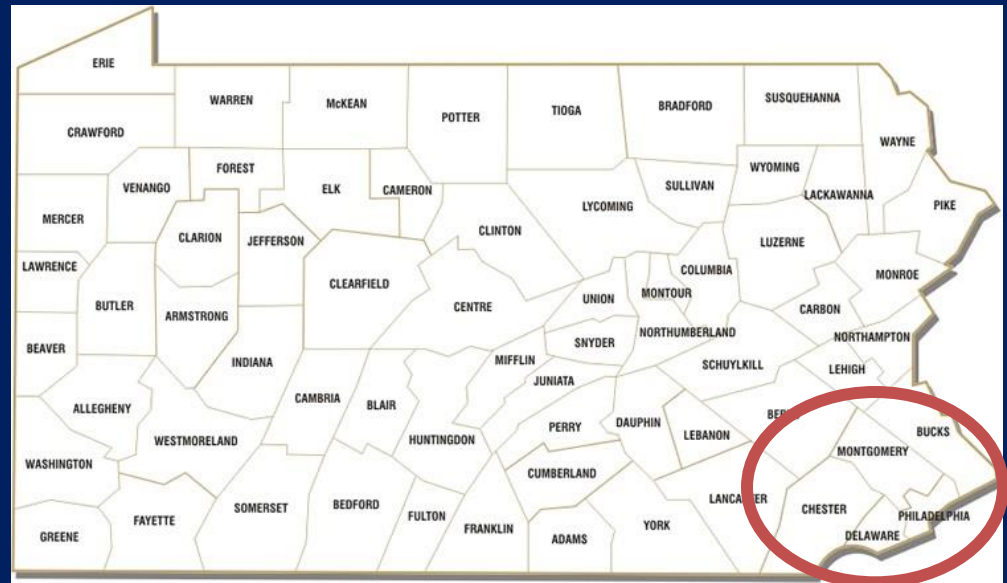 ERIE
WARREN
McKEAN
POTTER
TIOGA
BRADFORD
SUSQUEHANNA
CRAWFORD
WAYNE
FOREST
WYOMING
VENANGO
ELK
CAMERON
SULLIVAN
LACKAWANNA
MERCER
LYCOMING
PIKE
CLARION
JEFFERSON
CLINTON
LUZERNE
LAWRENCE
CLEARFIELD
COLUMBIA
MONROE
BUTLER
ARMSTRONG
CENTRE
UNION
MONTOUR
CARBON
BEAVER
SNYDER
NORTHUMBERLAND
NORTHAMPTON
INDIANA
MIFFLIN
SCHUYLKILL
LEHIGH
JUNIATA
ALLEGHENY
CAMBRIA
BLAIR
PERRY
DAUPHIN
BUCKS
WESTMORELAND
HUNTINGDON
LEBANON
MONTGOMERY
WASHINGTON
CUMBERLAND
LANCASTER
SOMERSET
BEDFORD
FULTON
CHESTER
PHILADELPHIA
FAYETTE
FRANKLIN
YORK
GREENE
ADAMS
DELAWARE